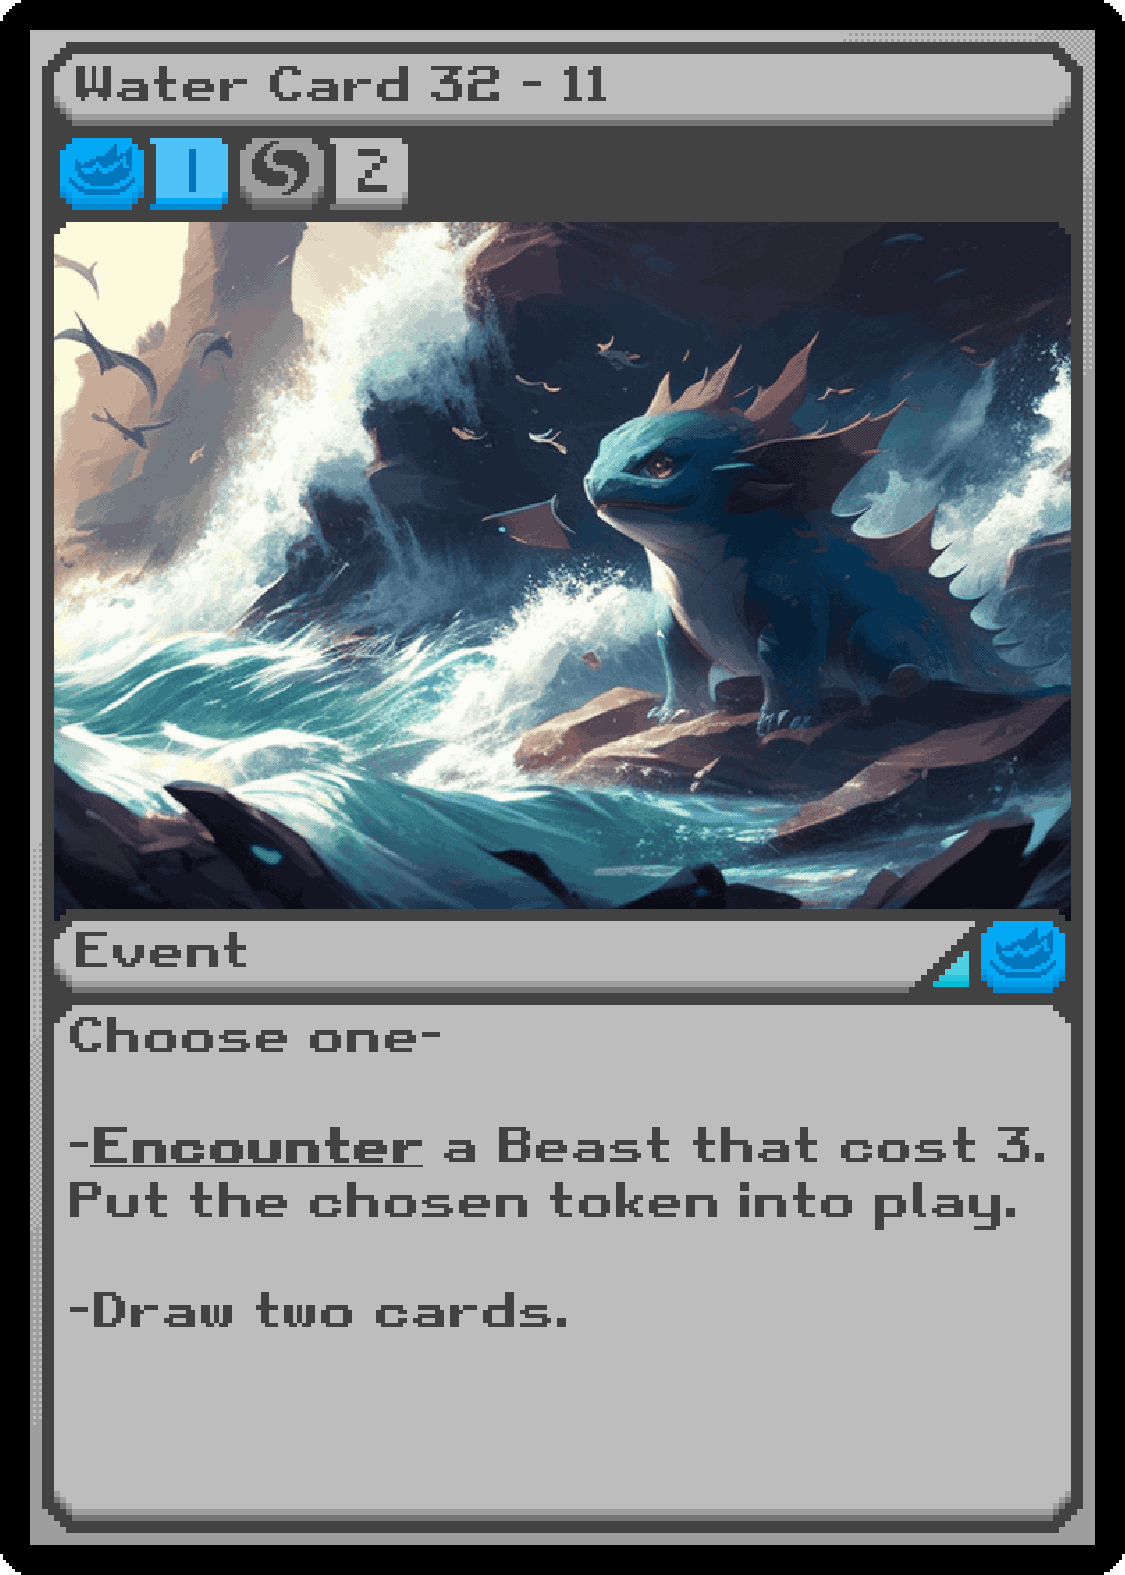 Water Card 32 - 11
1 2
Event
Choose one-
-Encounter a Beast that cost 3.
Put the chosen token into play.
-Draw two cards.